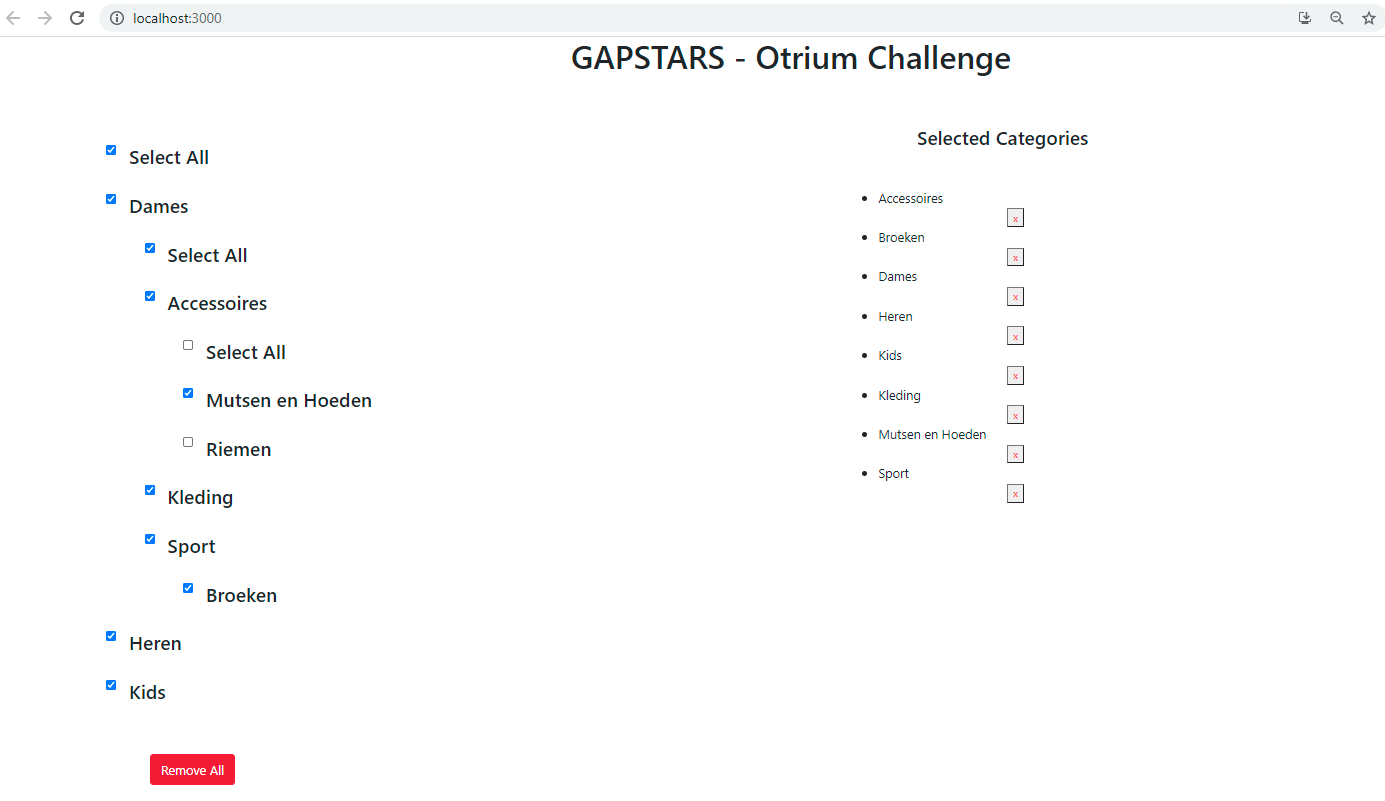 localhost:3000
GAPSTARS - Otrium Challenge
Select All
Dames
Select All
Accessoires
Select All
Mutsen en Hoeden
Riemen
Kleding
Sport
Broeken
Heren
Kids
Remove All
Selected Categories
Accessoires
x
Broeken
x
Dames
x
Heren
x
Kids
x
Kleding
x
Mutsen en Hoeden
x
Sport
x